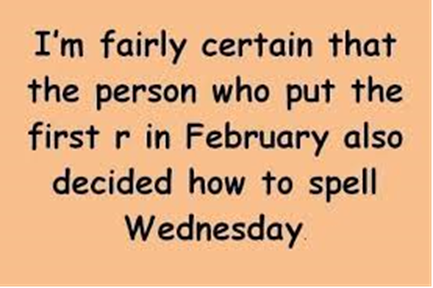 I'm fairly certain that
the person who put the
first r in February also
decided how to spell
Wednesday.